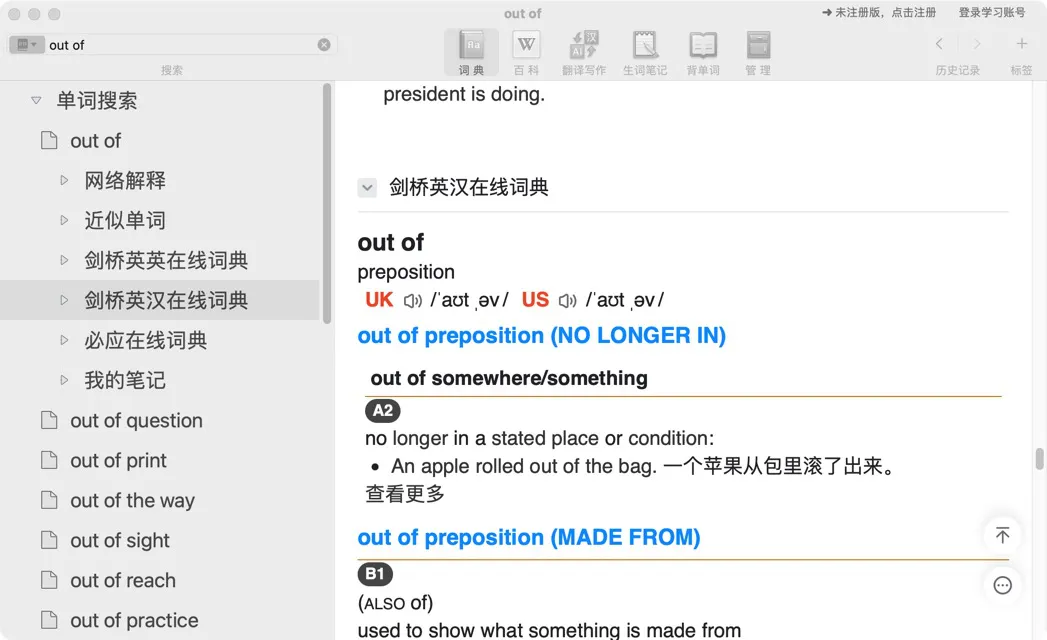 out of
→ 未注册版，点击注册 登录学习账号
out of
搜索
词典 百科 翻译写作 生词笔记 背单词 管理
历史记录 标签
单词搜索
out of
网络解释
近似单词
剑桥英英在线词典
剑桥英汉在线词典
必应在线词典
我的笔记
out of question
out of print
out of the way
out of sight
out of reach
out of practice
president is doing.
剑桥英汉在线词典
out of
preposition
UK /ˈaʊt ˌəv/ US /ˈaʊt ˌəv/
out of preposition (NO LONGER IN)
out of somewhere/something
A2
no longer in a stated place or condition:
• An apple rolled out of the bag. 一个苹果从包里滚了出来。
查看更多
out of preposition (MADE FROM)
B1
(ALSO of)
used to show what something is made from